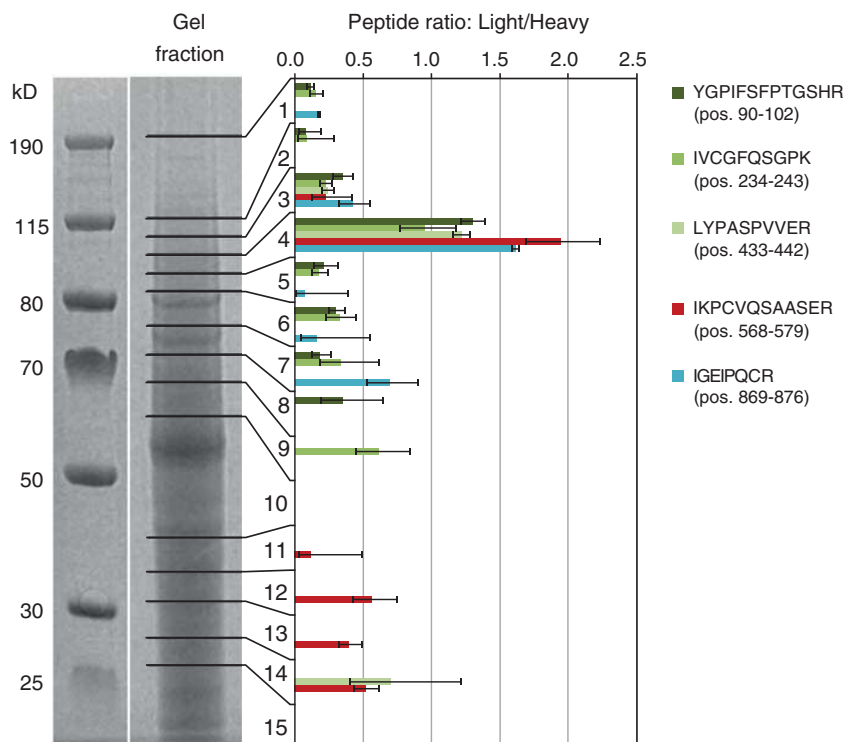 Gel
fraction
Peptide ratio: Light/Heavy
0.0 0.5 1.0 1.5 2.0 2.5
kD
190
115
80
70
50
30
25
1
2
3
4
5
6
7
8
9
10
11
12
13
14
15
YGPIFSFPTGSHR
(pos. 90-102)
IVCGFQSGPK
(pos. 234-243)
LYPASPVVER
(pos. 433-442)
IKPCVQSAASER
(pos. 568-579)
IGEIPQCR
(pos. 869-876)